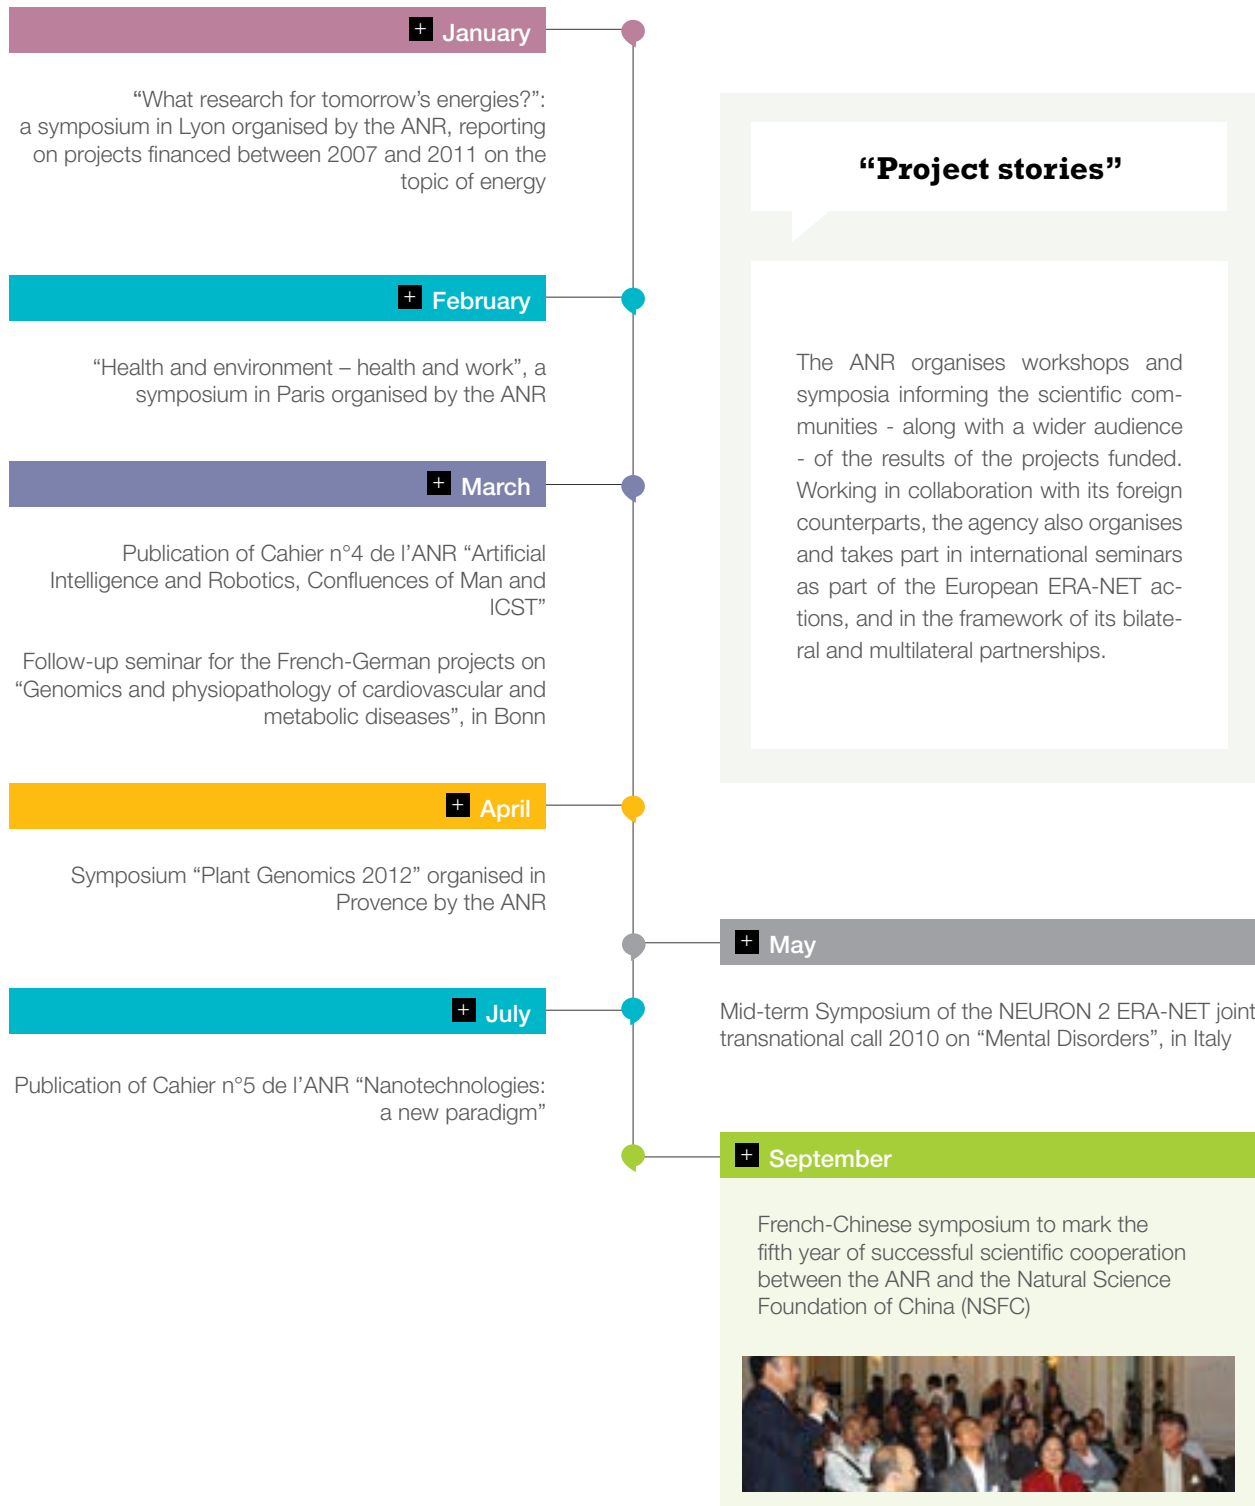 + January
“What research for tomorrow’s energies?”:
a symposium in Lyon organised by the ANR, reporting
on projects financed between 2007 and 2011 on the
topic of energy
+ February
“Health and environment – health and work”, a
symposium in Paris organised by the ANR
+ March
Publication of Cahier n°4 de l’ANR “Artificial
Intelligence and Robotics, Confluences of Man and
ICST”
Follow-up seminar for the French-German projects on
“Genomics and physiopathology of cardiovascular and
metabolic diseases”, in Bonn
+ April
Symposium “Plant Genomics 2012” organised in
Provence by the ANR
+ July
Publication of Cahier n°5 de l’ANR “Nanotechnologies:
a new paradigm”
“Project stories”
The ANR organises workshops and
symposia informing the scientific com-
munities - along with a wider audience
- of the results of the projects funded.
Working in collaboration with its foreign
counterparts, the agency also organises
and takes part in international seminars
as part of the European ERA-NET ac-
tions, and in the framework of its bilate-
ral and multilateral partnerships.
+ May
Mid-term Symposium of the NEURON 2 ERA-NET joint
transnational call 2010 on “Mental Disorders”, in Italy
+ September
French-Chinese symposium to mark the
fifth year of successful scientific cooperation
between the ANR and the Natural Science
Foundation of China (NSFC)